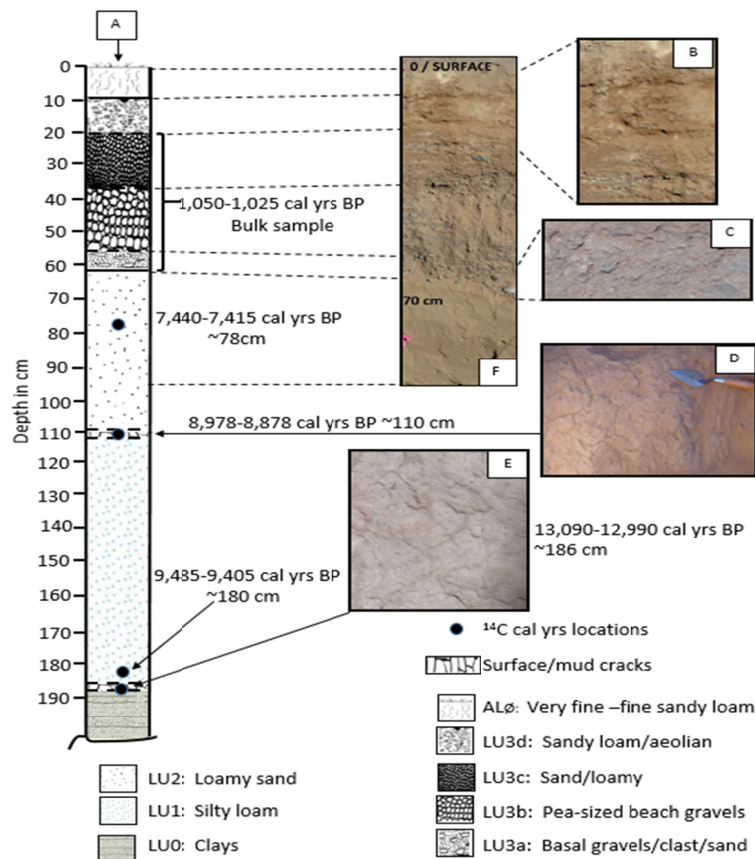 A
0
10
20
30
40
50
60
70
80
90
100
110
120
130
140
150
160
170
180
190
Depth in cm
1,050-1,025 cal yrs BP
Bulk sample
7,440-7,415 cal yrs BP
~78cm
8,978-8,878 cal yrs BP ~110 cm
9,485-9,405 cal yrs BP
~180 cm
0 / SURFACE
70 cm
F
B
C
D
E
13,090-12,990 cal yrs BP
~186 cm
¹⁴C cal yrs locations
Surface/mud cracks
ALø: Very fine –fine sandy loam
LU3d: Sandy loam/aeolian
LU3c: Sand/loamy
LU3b: Pea-sized beach gravels
LU3a: Basal gravels/clast/sand
LU2: Loamy sand
LU1: Silty loam
LU0: Clays